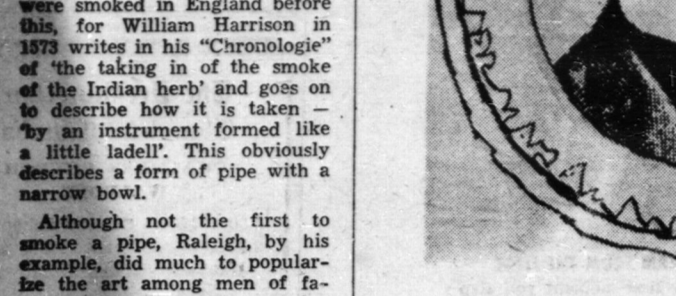 were smoked in England before
this, for William Harrison in
1573 writes in his “Chronologie”
of ‘the taking in of the smoke
of the Indian herb’ and goes on
to describe how it is taken —
‘by an instrument formed like
a little ladell’. This obviously
describes a form of pipe with a
narrow bowl.
Although not the first to
smoke a pipe, Raleigh, by his
example, did much to popular-
ize the art among men of fa-